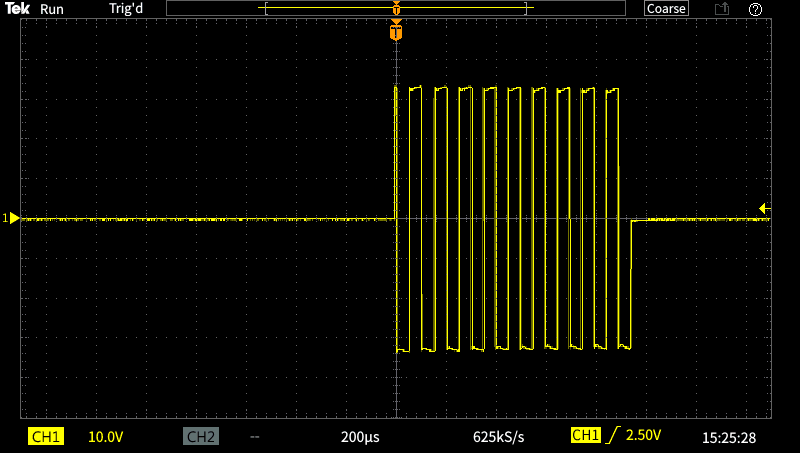 Tek Run Trig'd T Coarse ?
T
1
CH1 10.0V CH2 -- 200µs 625kS/s CH1 2.50V 15:25:28